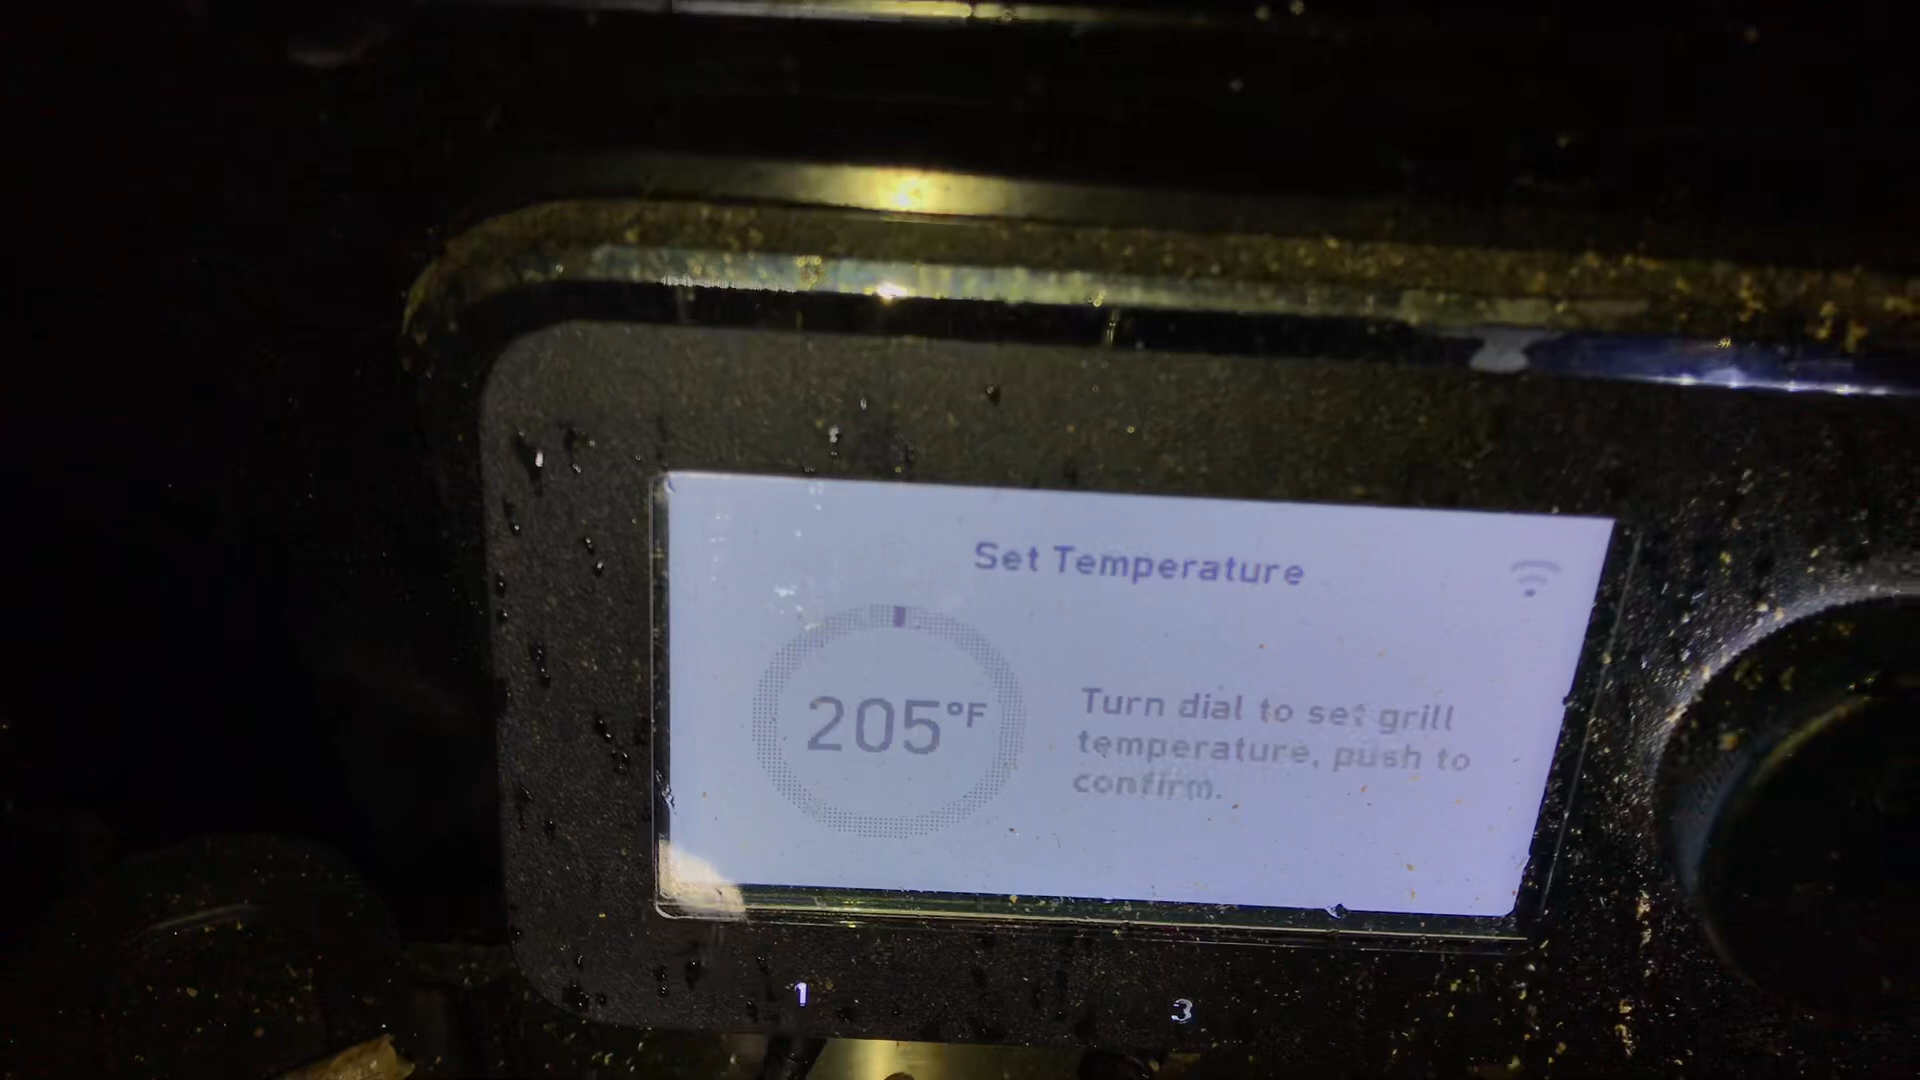 Set Temperature
205°F
Turn dial to set grill
temperature, push to
confirm.
1
3